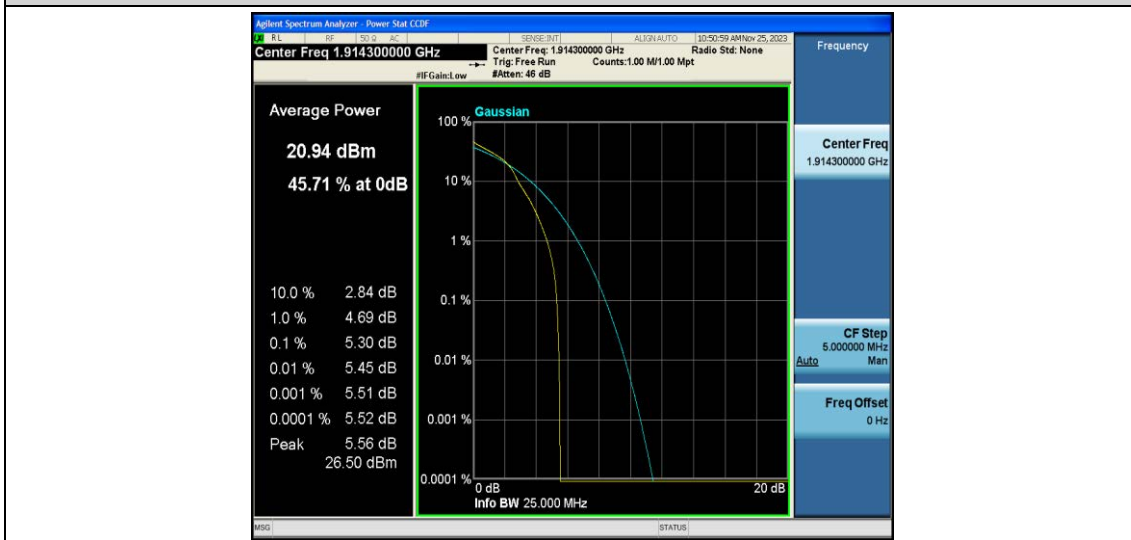 Agilent Spectrum Analyzer - Power Stat CCDF
RL RF 50 Ω AC SENSE:INT ALIGN AUTO 10:50:59 AM Nov 25, 2023
Center Freq 1.914300000 GHz
Center Freq: 1.914300000 GHz Radio Std: None
Trig: Free Run Counts:1.00 M/1.00 Mpt
#IFGain:Low #Atten: 46 dB
Frequency
Average Power
20.94 dBm
45.71 % at 0dB
10.0 % 2.84 dB
1.0 % 4.69 dB
0.1 % 5.30 dB
0.01 % 5.45 dB
0.001 % 5.51 dB
0.0001 % 5.52 dB
Peak 5.56 dB
26.50 dBm
Gaussian
100 %
10 %
1 %
0.1 %
0.01 %
0.001 %
0.0001 %
0 dB 20 dB
Info BW 25.000 MHz
Center Freq
1.914300000 GHz
CF Step
5.000000 MHz
Auto Man
Freq Offset
0 Hz
MSG STATUS